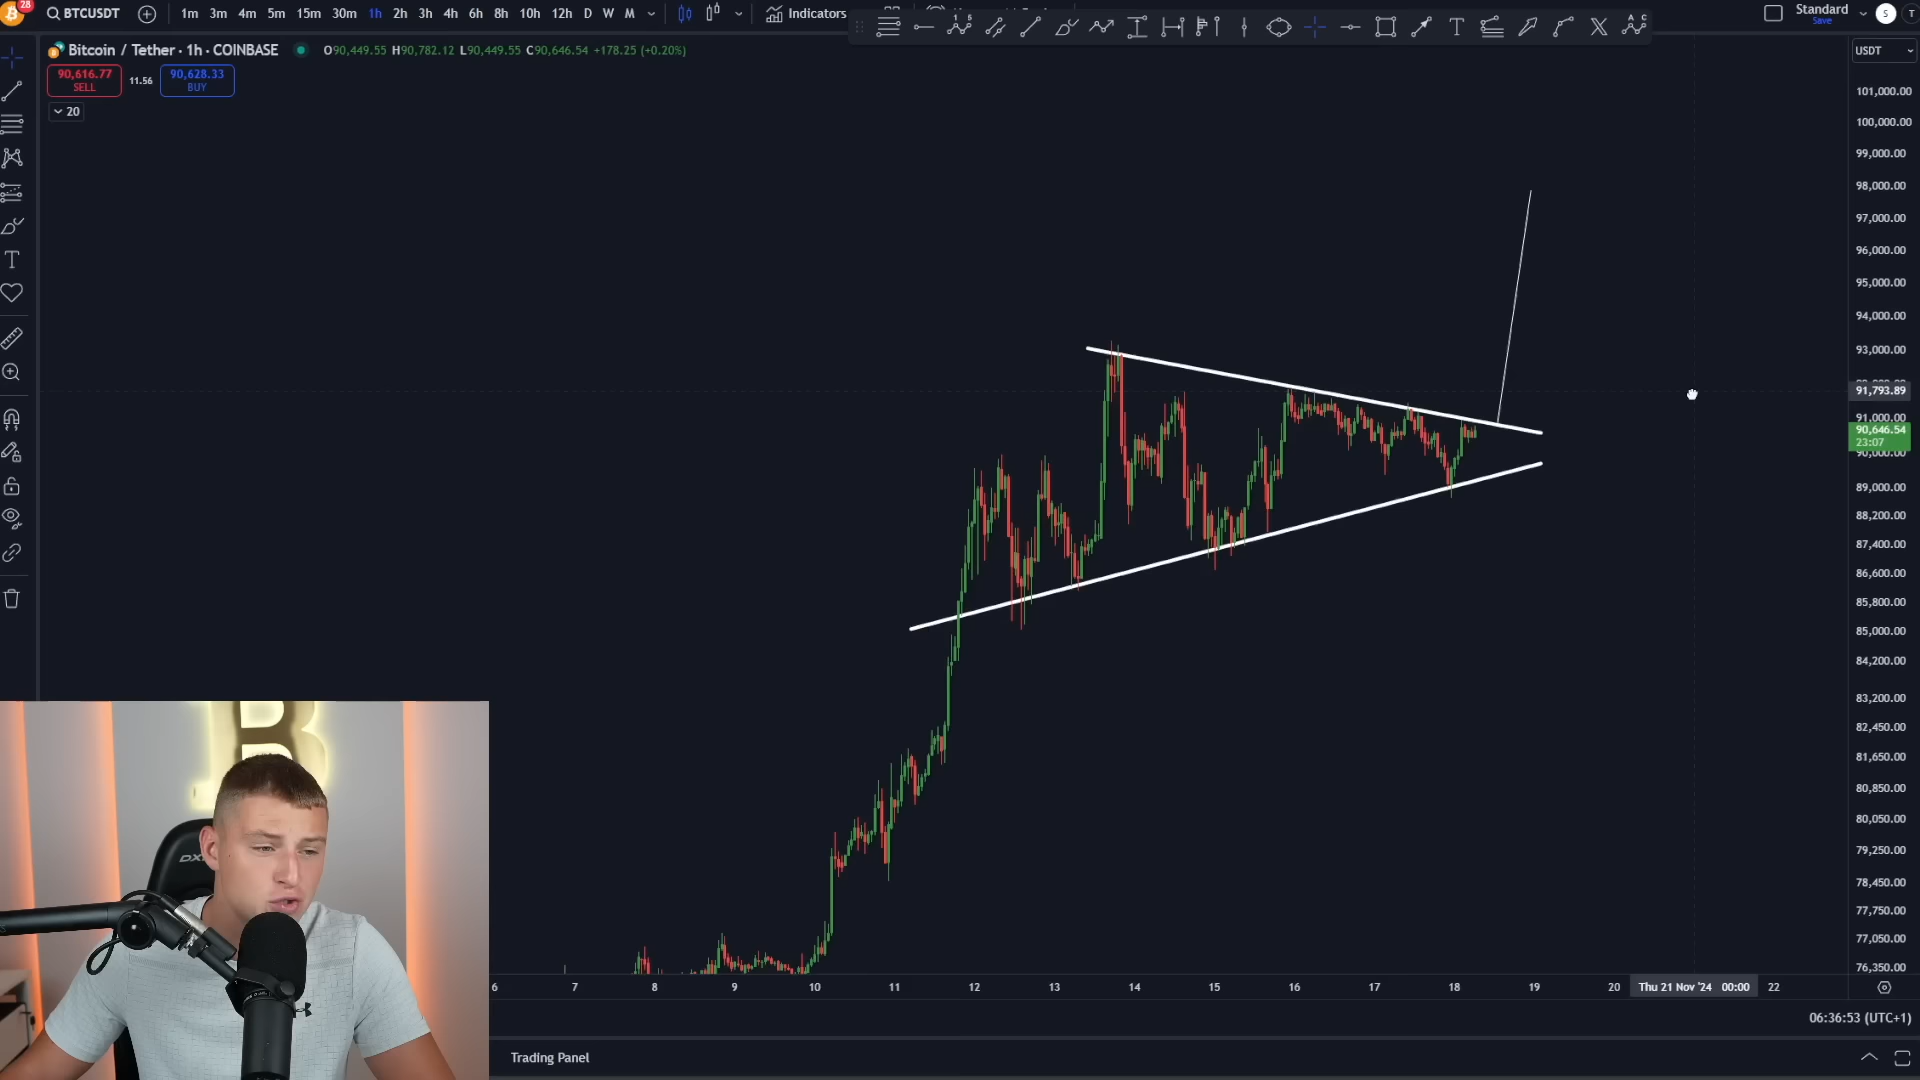 28
BTCUSDT
1m 3m 4m 5m 15m 30m 1h 2h 3h 4h 6h 8h 10h 12h D W M
Indicators
Standard
Save
S
T
Bitcoin / Tether · 1h · COINBASE
O90,449.55 H90,782.12 L90,449.55 C90,646.54 +178.25 (+0.20%)
USDT
90,616.77
SELL
11.56
90,628.33
BUY
20
101,000.00
100,000.00
99,000.00
98,000.00
97,000.00
96,000.00
95,000.00
94,000.00
93,000.00
91,793.89
91,000.00
90,646.54
23:07
90,000.00
89,000.00
88,200.00
87,400.00
86,600.00
85,800.00
85,000.00
84,200.00
83,200.00
82,450.00
81,650.00
80,850.00
80,050.00
79,250.00
78,450.00
77,750.00
77,050.00
76,350.00
6 7 8 9 10 11 12 13 14 15 16 17 18 19 20 Thu 21 Nov '24 00:00 22
06:36:53 (UTC+1)
Trading Panel